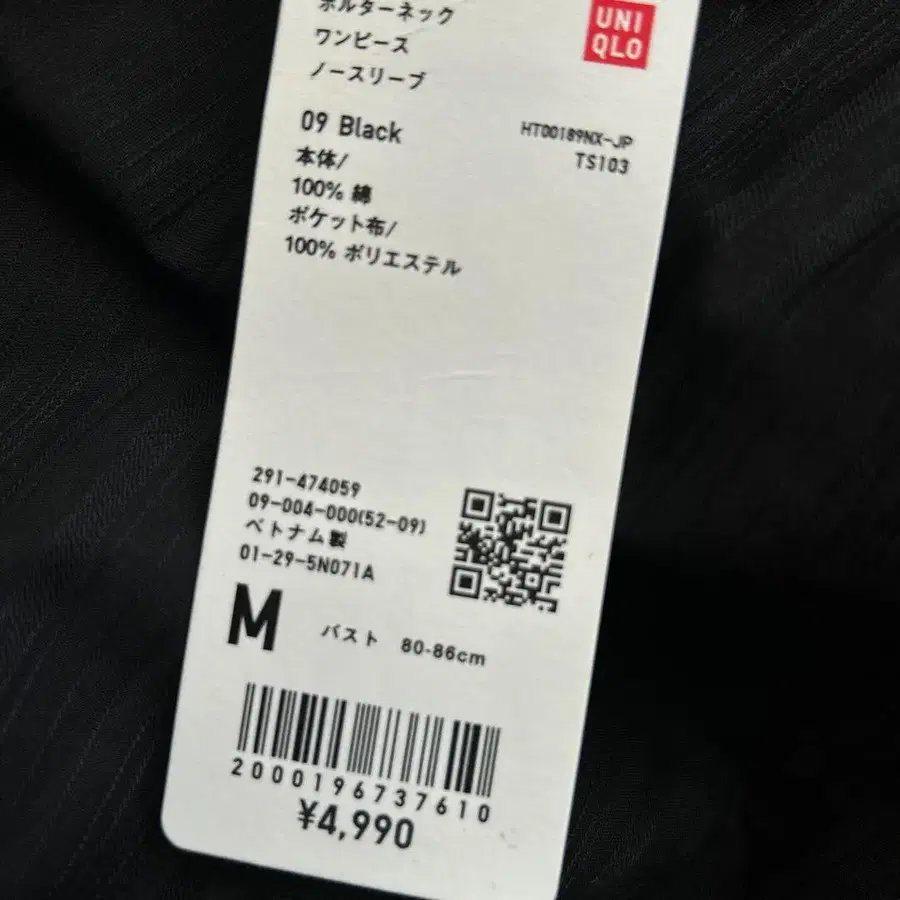 ホルターネック
UNI
QLO
ワンピース
ノースリーブ
09 Black
HT00189NX-JP
TS103
本体/
100% 綿
ポケット布/
100% ポリエステル
291-474059
09-004-000(52-09)
ベトナム製
01-29-5N071A
M バスト 80-86cm
2000196737610
¥4,990